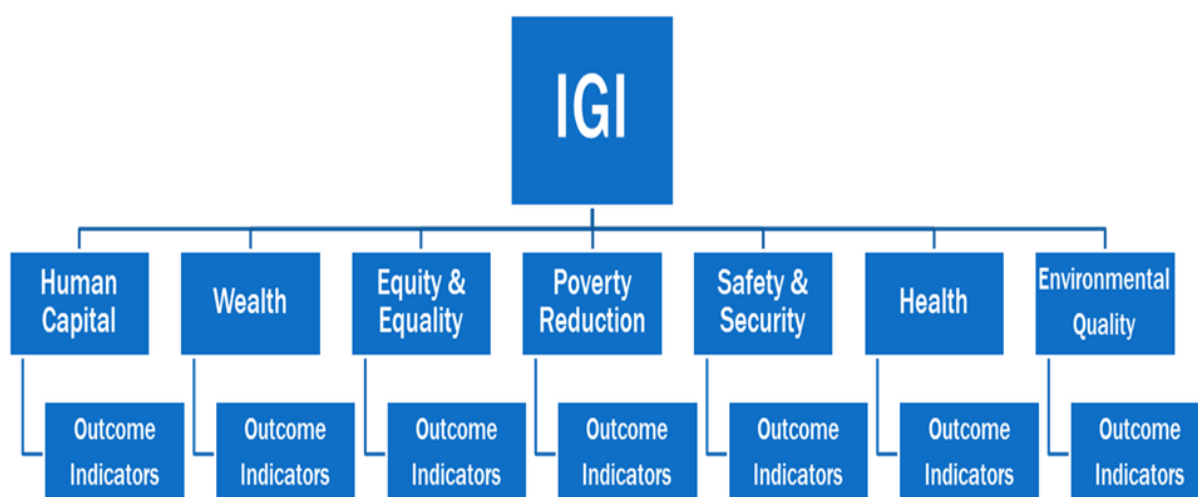 IGI
Human
Capital
Wealth
Equity &
Equality
Poverty
Reduction
Safety &
Security
Health
Environmental
Quality
Outcome
Indicators
Outcome
Indicators
Outcome
Indicators
Outcome
Indicators
Outcome
Indicators
Outcome
Indicators
Outcome
Indicators